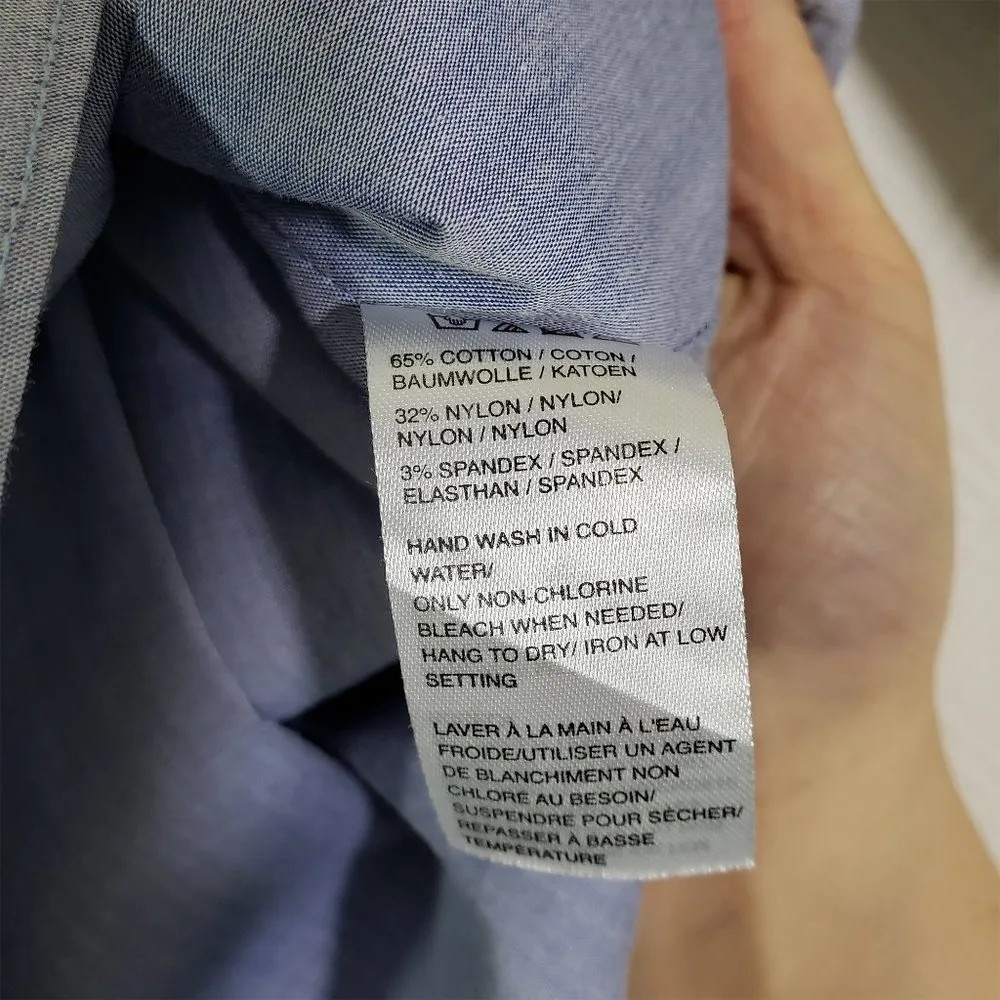 65% COTTON / COTON /
BAUMWOLLE / KATOEN
32% NYLON / NYLON/
NYLON / NYLON
3% SPANDEX / SPANDEX /
ELASTHAN / SPANDEX
HAND WASH IN COLD
WATER/
ONLY NON-CHLORINE
BLEACH WHEN NEEDED/
HANG TO DRY/ IRON AT LOW
SETTING
LAVER À LA MAIN À L'EAU
FROIDE/UTILISER UN AGENT
DE BLANCHIMENT NON
CHLORÉ AU BESOIN/
SUSPENDRE POUR SÉCHER/
REPASSER À BASSE
TEMPÉRATURE